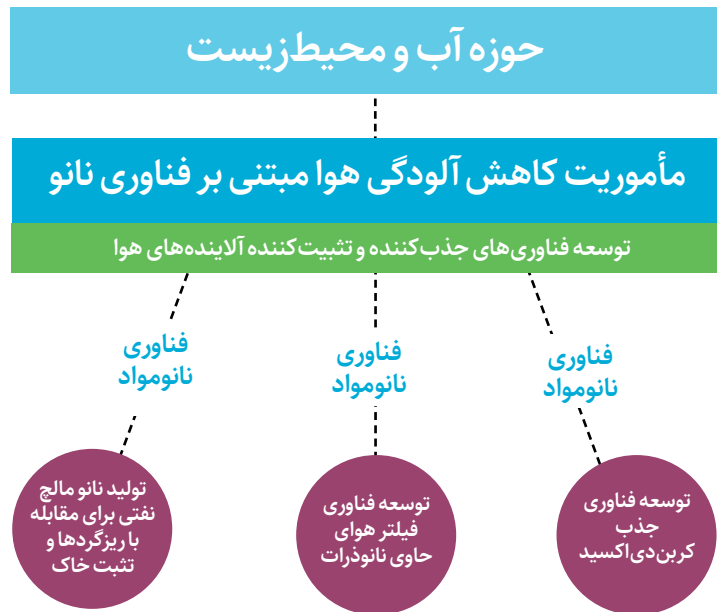 حوزه آب و محیط‌زیست
مأموریت کاهش آلودگی هوا مبتنی بر فناوری نانو
توسعه فناوری‌های جذب‌کننده و تثبیت‌کننده آلاینده‌های هوا
فناوری
نانومواد
فناوری
نانومواد
فناوری
نانومواد
توسعه فناوری
جذب
کربن‌دی‌اکسید
توسعه فناوری
فیلتر هوای
حاوی نانوذرات
تولید نانو مالچ
نفتی برای مقابله
با ریزگردها و
تثبت خاک